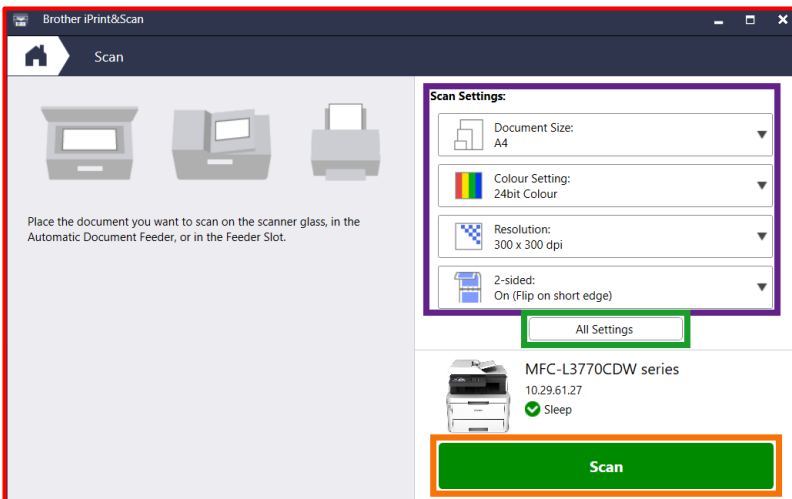 Brother iPrint&Scan
Scan
Place the document you want to scan on the scanner glass, in the
Automatic Document Feeder, or in the Feeder Slot.
Scan Settings:
Document Size:
A4
Colour Setting:
24bit Colour
Resolution:
300 x 300 dpi
2-sided:
On (Flip on short edge)
All Settings
MFC-L3770CDW series
10.29.61.27
Sleep
Scan